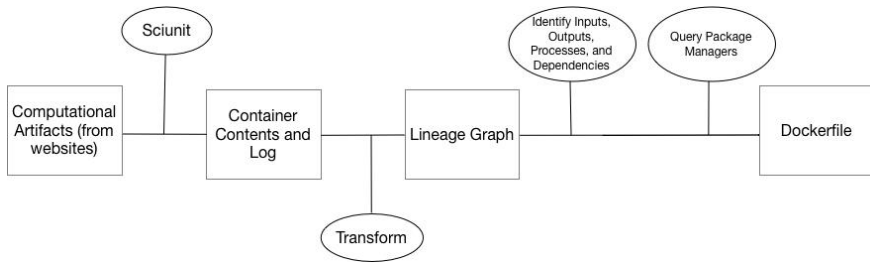 Sciunit
Identify Inputs,
Outputs,
Processes, and
Dependencies
Query Package
Managers
Computational
Artifacts (from
websites)
Container
Contents and
Log
Lineage Graph
Dockerfile
Transform